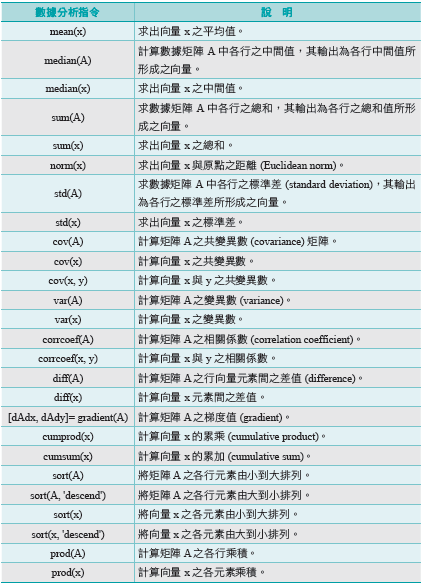 數據分析指令 說 明
mean(x) 求出向量 x 之平均值。
median(A) 計算數據矩陣 A 中各行之中間值，其輸出為各行中間值所
形成之向量。
median(x) 求出向量 x 之中間值。
sum(A) 求數據矩陣 A 中各行之總和，其輸出為各行之總和值所形
成之向量。
sum(x) 求出向量 x 之總和。
norm(x) 求出向量 x 與原點之距離 (Euclidean norm)。
std(A) 求數據矩陣 A 中各行之標準差 (standard deviation)，其輸出
為各行之標準差所形成之向量。
std(x) 求出向量 x 之標準差。
cov(A) 計算矩陣 A 之共變異數 (covariance) 矩陣。
cov(x) 計算向量 x 之共變異數。
cov(x, y) 計算向量 x 與 y 之共變異數。
var(A) 計算矩陣 A 之變異數 (variance)。
var(x) 計算向量 x 之變異數。
corrcoef(A) 計算矩陣 A 之相關係數 (correlation coefficient)。
corrcoef(x, y) 計算向量 x 與 y 之相關係數。
diff(A) 計算矩陣 A 之行向量元素間之差值 (difference)。
diff(x) 計算向量 x 元素間之差值。
[dAdx, dAdy]= gradient(A) 計算矩陣 A 之梯度值 (gradient)。
cumprod(x) 計算向量 x 的累乘 (cumulative product)。
cumsum(x) 計算向量 x 的累加 (cumulative sum)。
sort(A) 將矩陣 A 之各行元素由小到大排列。
sort(A, 'descend') 將矩陣 A 之各行元素由大到小排列。
sort(x) 將向量 x 之各元素由小到大排列。
sort(x, 'descend') 將向量 x 之各元素由大到小排列。
prod(A) 計算矩陣 A 之各行乘積。
prod(x) 計算向量 x 之各元素乘積。